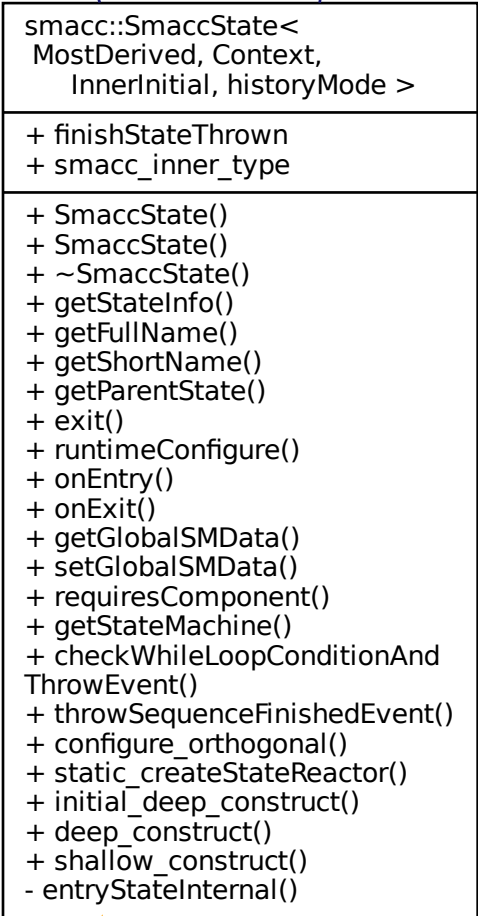 smacc::SmaccState<
MostDerived, Context,
InnerInitial, historyMode >
+ finishStateThrown
+ smacc_inner_type
+ SmaccState()
+ SmaccState()
+ ~SmaccState()
+ getStateInfo()
+ getFullName()
+ getShortName()
+ getParentState()
+ exit()
+ runtimeConfigure()
+ onEntry()
+ onExit()
+ getGlobalSMData()
+ setGlobalSMData()
+ requiresComponent()
+ getStateMachine()
+ checkWhileLoopConditionAnd
ThrowEvent()
+ throwSequenceFinishedEvent()
+ configure_orthogonal()
+ static_createStateReactor()
+ initial_deep_construct()
+ deep_construct()
+ shallow_construct()
- entryStateInternal()